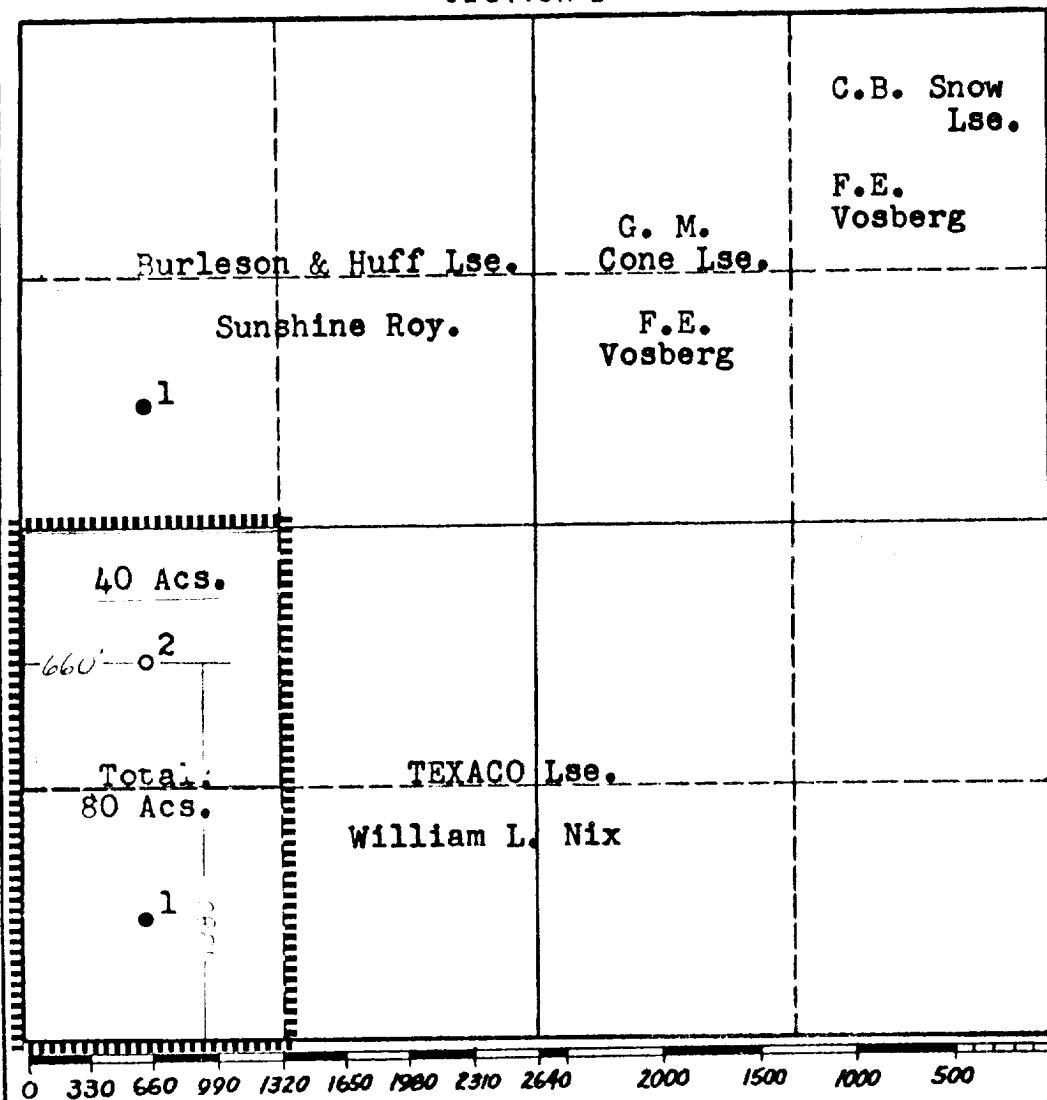 C.B. Snow
Lse.
F.E.
Vosberg
G. M.
Cone Lse.
Burleson & Huff Lse.
Sunshine Roy.
F.E.
Vosberg
1
40 Acs.
660'
2
Total:
80 Acs.
TEXACO Lse.
William L. Nix
1
0 330 660 990 1320 1650 1980 2310 2640 2000 1500 1000 500